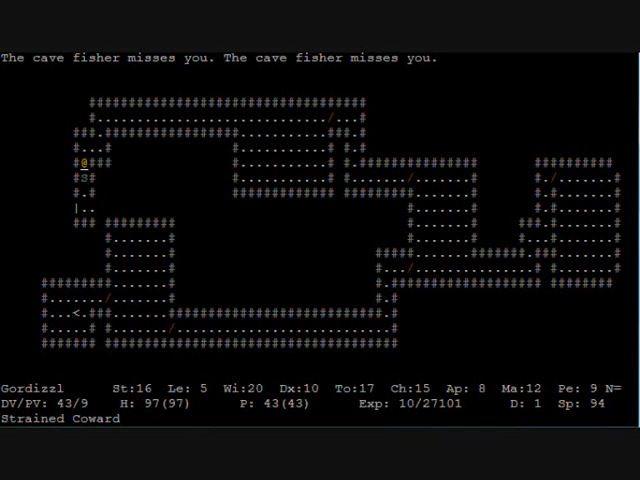 The cave fisher misses you. The cave fisher misses you.
Gordizzl St:16 Le: 5 Wi:20 Dx:10 To:17 Ch:15 Ap: 8 Ma:12 Pe: 9 N=
DV/PV: 43/9 H: 97(97) P: 43(43) Exp: 10/27101 D: 1 Sp: 94
Strained Coward